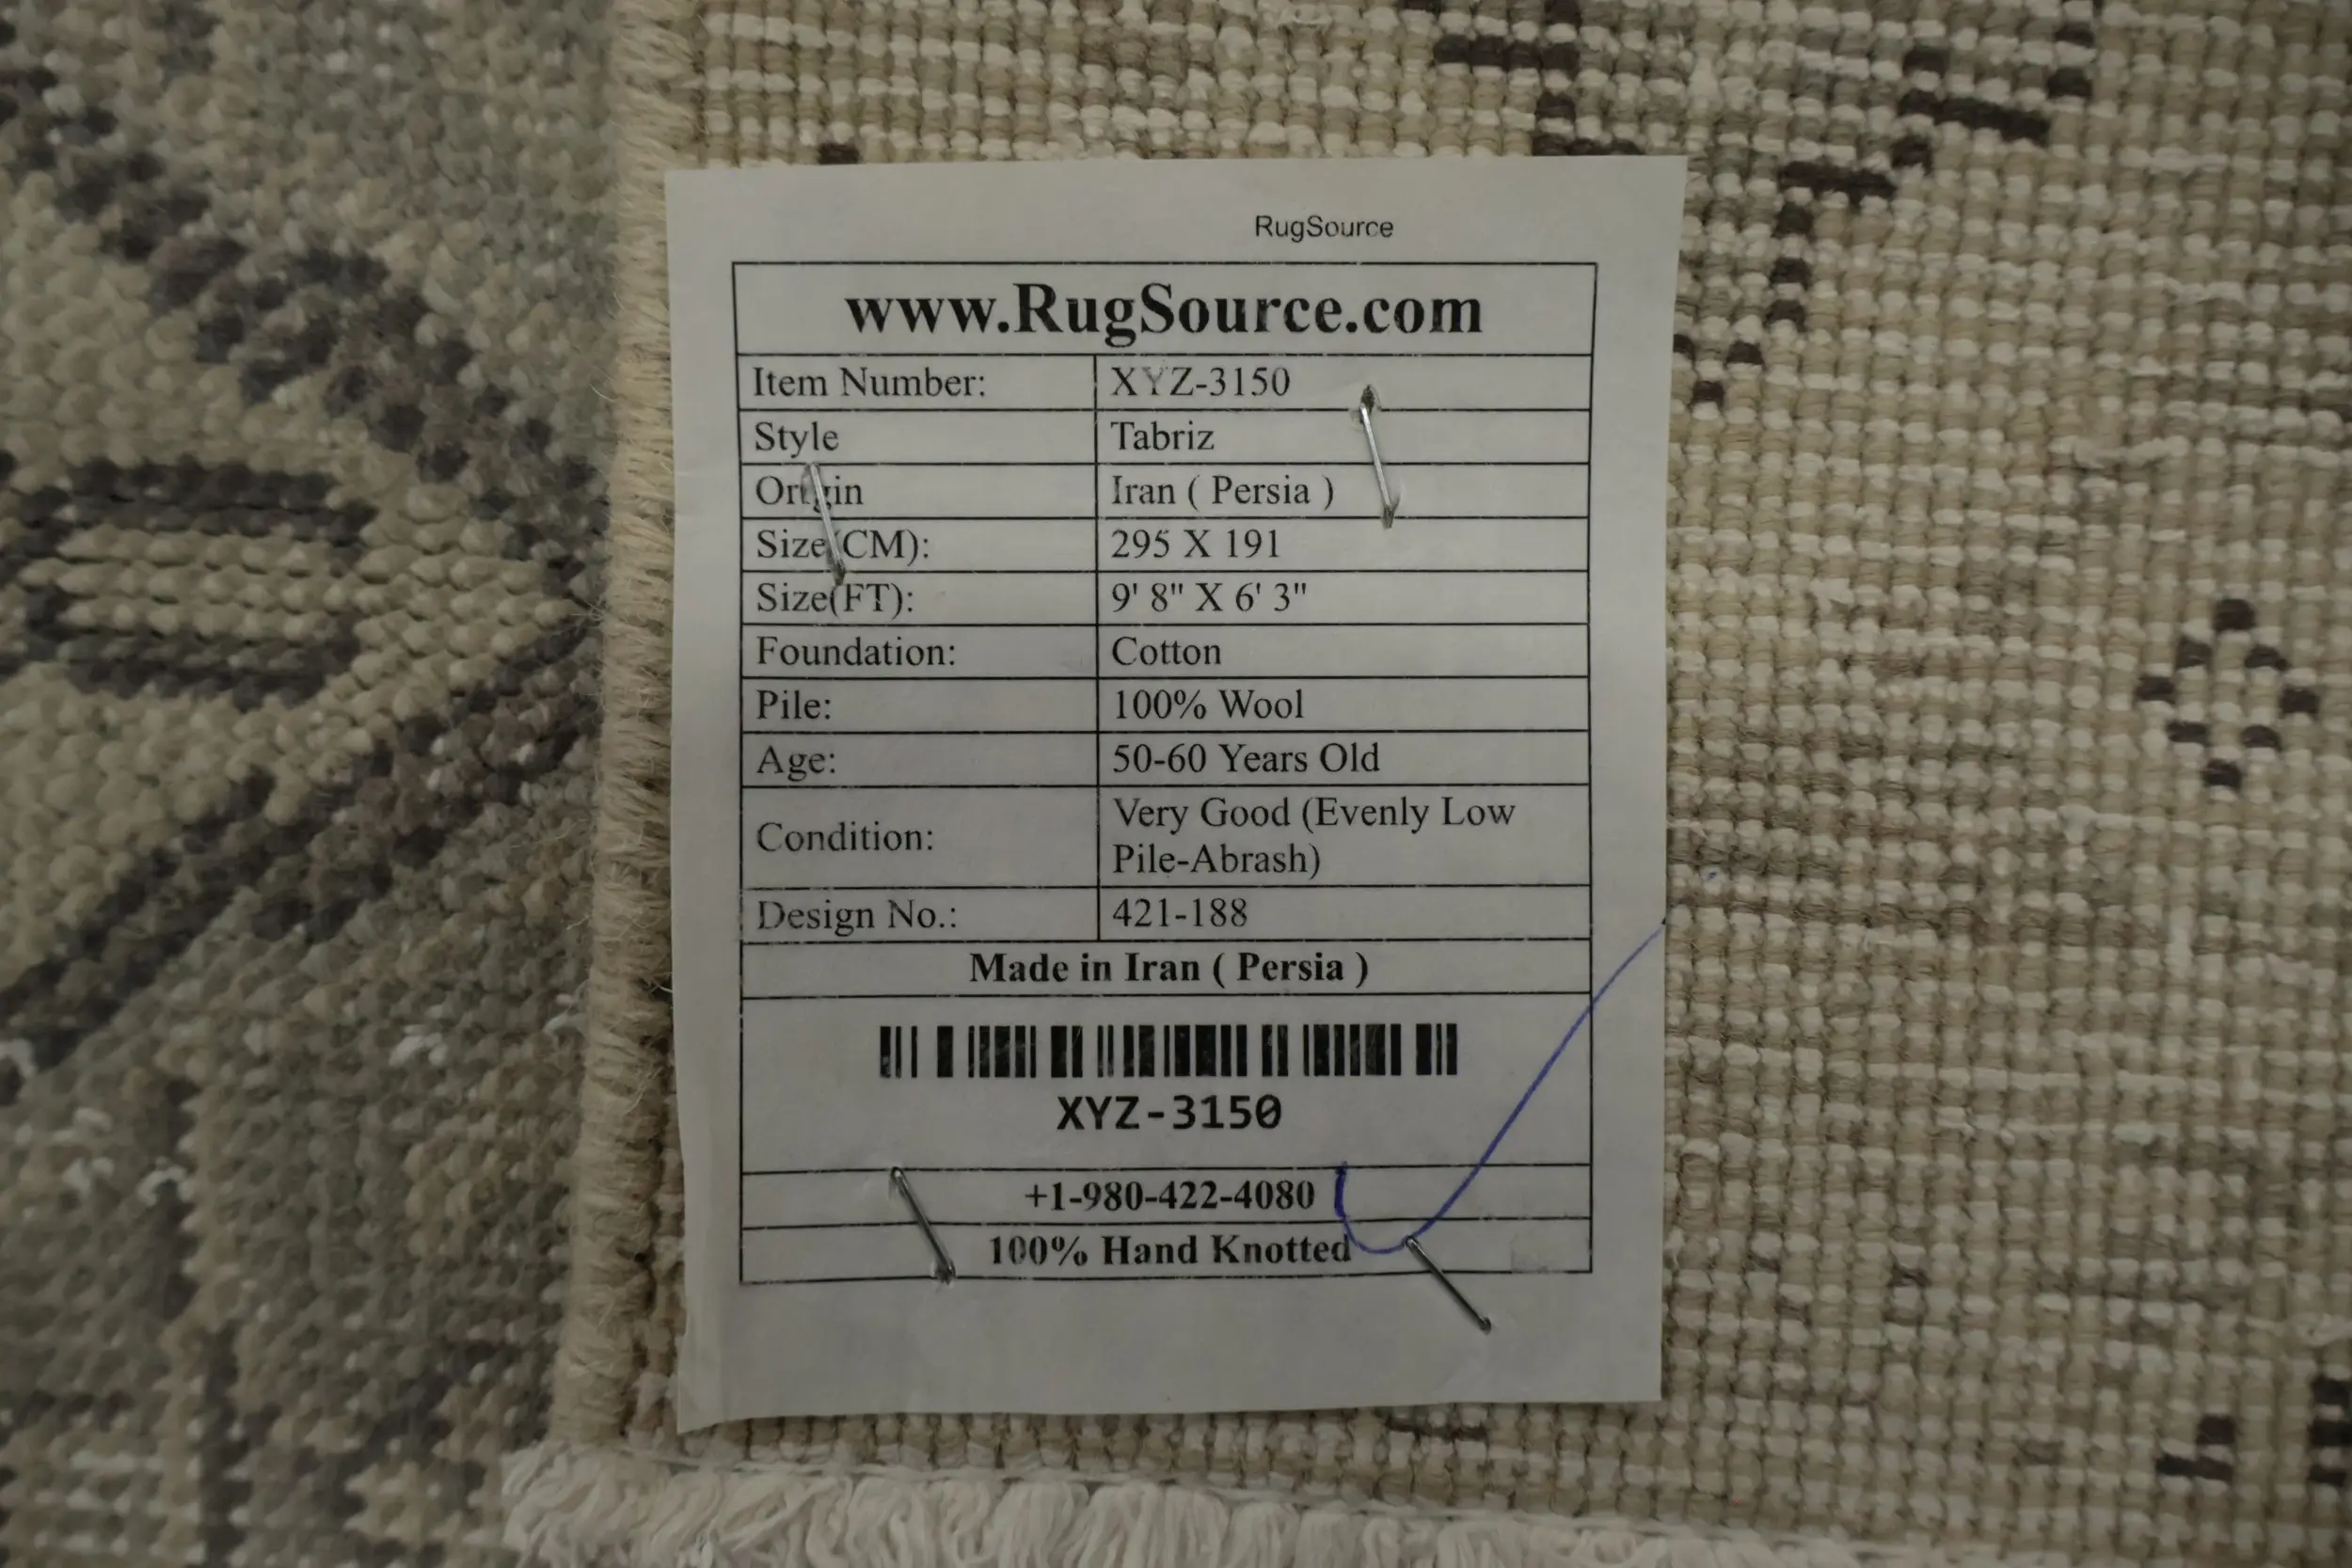 RugSource
www.RugSource.com
Item Number: XYZ-3150
Style Tabriz
Origin Iran ( Persia )
Size(CM): 295 X 191
Size(FT): 9' 8" X 6' 3"
Foundation: Cotton
Pile: 100% Wool
Age: 50-60 Years Old
Condition: Very Good (Evenly Low
Pile-Abrash)
Design No.: 421-188
Made in Iran ( Persia )
XYZ-3150
+1-980-422-4080
100% Hand Knotted